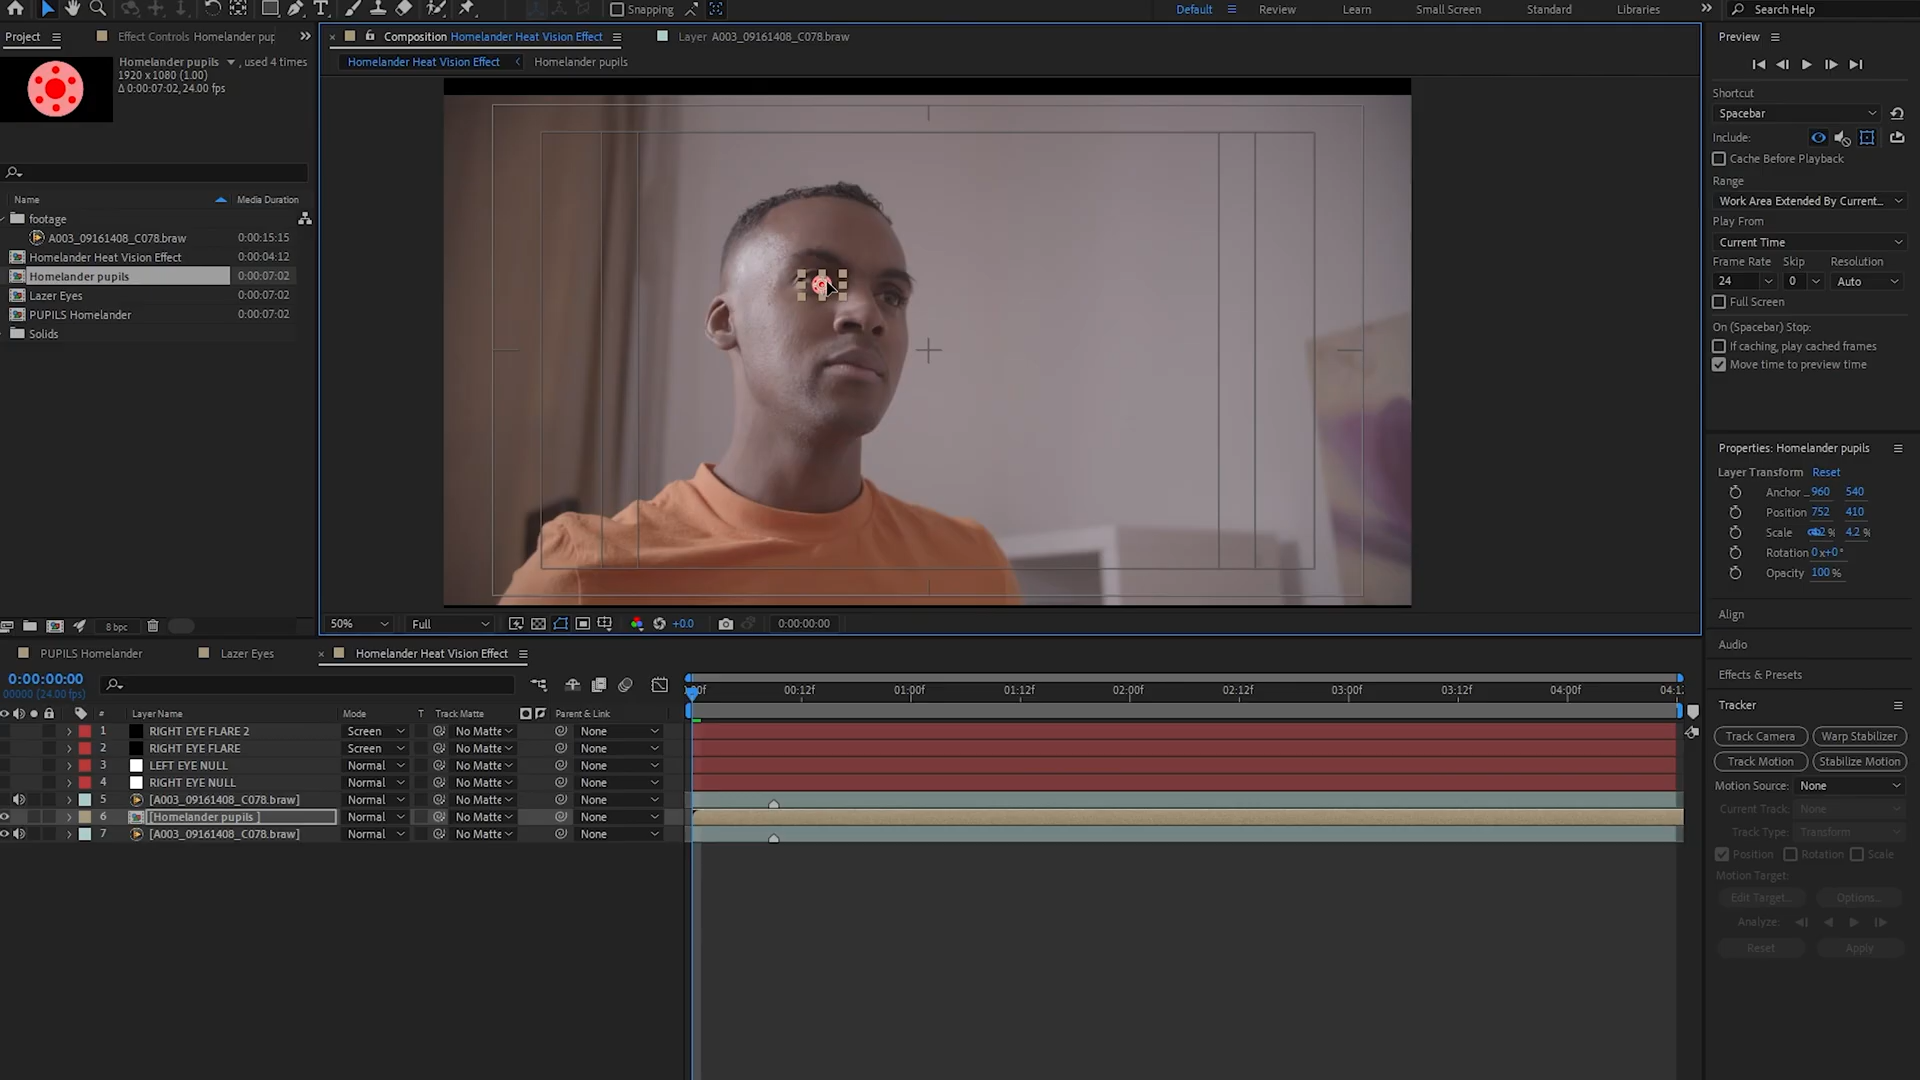 Snapping
Default
Review
Learn
Small Screen
Standard
Libraries
Search Help
Project
Effect Controls Homelander pup
Composition Homelander Heat Vision Effect
Layer A003_09161408_C078.braw
Preview
Homelander pupils , used 4 times
1920 x 1080 (1.00)
Δ 0:00:07:02, 24.00 fps
Homelander Heat Vision Effect
Homelander pupils
Shortcut
Spacebar
Include:
Cache Before Playback
Range
Work Area Extended By Current...
Play From
Current Time
Frame Rate Skip Resolution
24 0 Auto
Full Screen
On (Spacebar) Stop:
If caching, play cached frames
Move time to preview time
Name Media Duration
footage
A003_09161408_C078.braw 0:00:15:15
Homelander Heat Vision Effect 0:00:04:12
Homelander pupils 0:00:07:02
Lazer Eyes 0:00:07:02
PUPILS Homelander 0:00:07:02
Solids
Properties: Homelander pupils
Layer Transform Reset
Anchor ... 960 540
Position 752 410
Scale 4.2 %
Rotation 0x+0°
Opacity 100 %
Align
Audio
Effects & Presets
8 bpc
50% Full +0.0 0:00:00:00
PUPILS Homelander
Lazer Eyes
Homelander Heat Vision Effect
0:00:00:00
00000 (24.00 fps)
00:12f 01:00f 01:12f 02:00f 02:12f 03:00f 03:12f 04:00f
# Layer Name Mode T Track Matte Parent & Link
1 RIGHT EYE FLARE 2 Screen No Matte None
2 RIGHT EYE FLARE Screen No Matte None
3 LEFT EYE NULL Normal No Matte None
4 RIGHT EYE NULL Normal No Matte None
5 [A003_09161408_C078.braw] Normal No Matte None
6 [Homelander pupils ] Normal No Matte None
7 [A003_09161408_C078.braw] Normal No Matte None
Tracker
Track Camera Warp Stabilizer
Track Motion Stabilize Motion
Motion Source: None
Current Track: None
Track Type: Transform
Position Rotation Scale
Motion Target:
Edit Target... Options...
Analyze:
Reset Apply